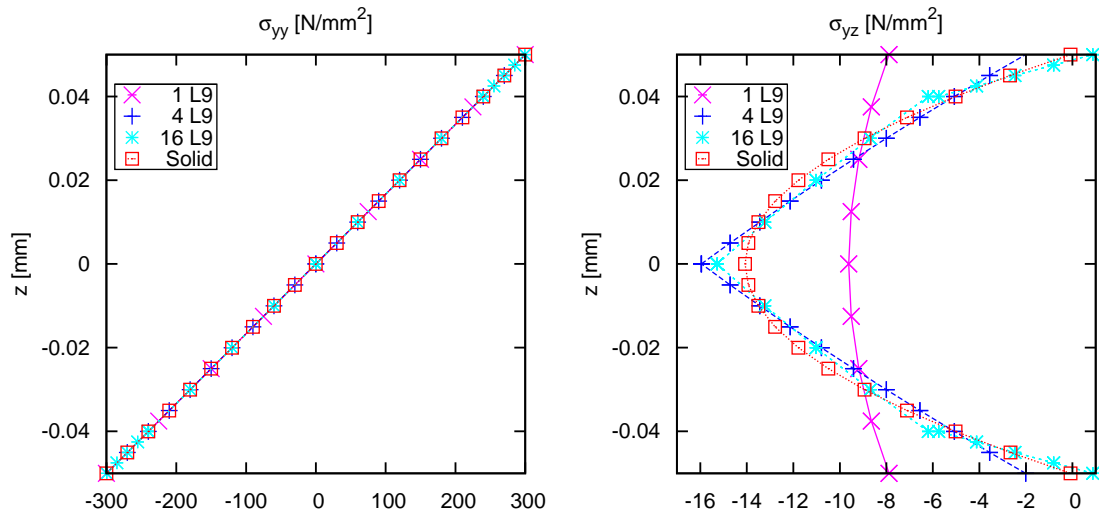 σyy [N/mm²]
z [mm]
0.04
0.02
0
-0.02
-0.04
1 L9
4 L9
16 L9
Solid
-300 -200 -100 0 100 200 300
σyz [N/mm²]
z [mm]
0.04
0.02
0
-0.02
-0.04
1 L9
4 L9
16 L9
Solid
-16 -14 -12 -10 -8 -6 -4 -2 0